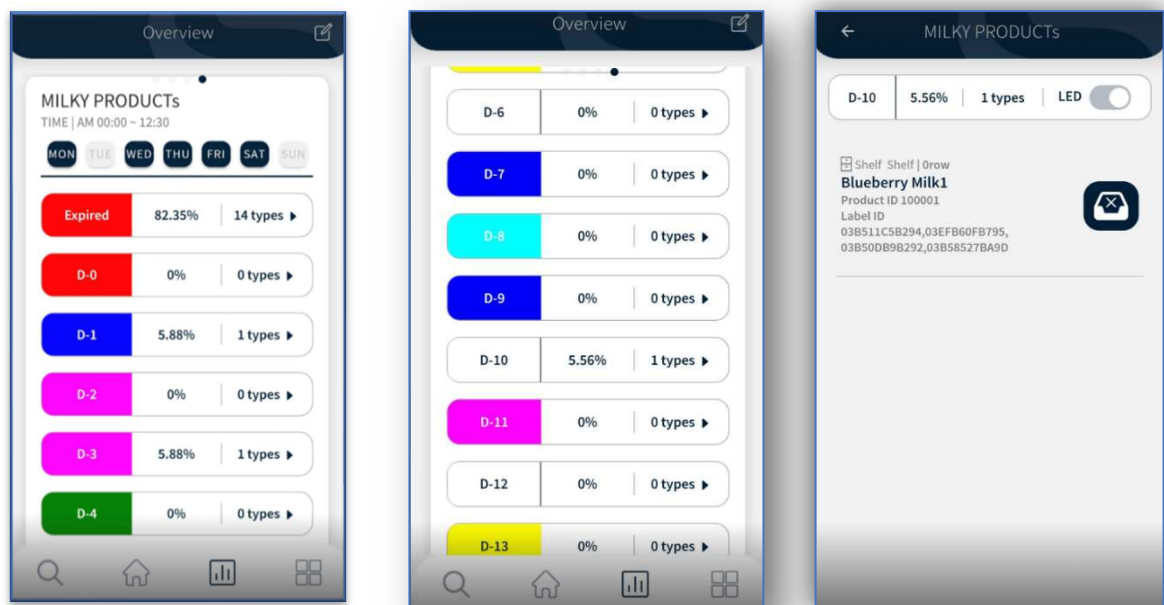 Overview
MILKY PRODUCTs
TIME | AM 00:00 ~ 12:30
MON TUE WED THU FRI SAT SUN
Expired 82.35% 14 types
D-0 0% 0 types
D-1 5.88% 1 types
D-2 0% 0 types
D-3 5.88% 1 types
D-4 0% 0 types
Overview
D-6 0% 0 types
D-7 0% 0 types
D-8 0% 0 types
D-9 0% 0 types
D-10 5.56% 1 types
D-11 0% 0 types
D-12 0% 0 types
D-13 0% 0 types
MILKY PRODUCTs
D-10 5.56% 1 types LED
Shelf Shelf | 0row
Blueberry Milk1
Product ID 100001
Label ID
03B511C5B294,03EFB60FB795,
03B50DB9B292,03B58527BA9D